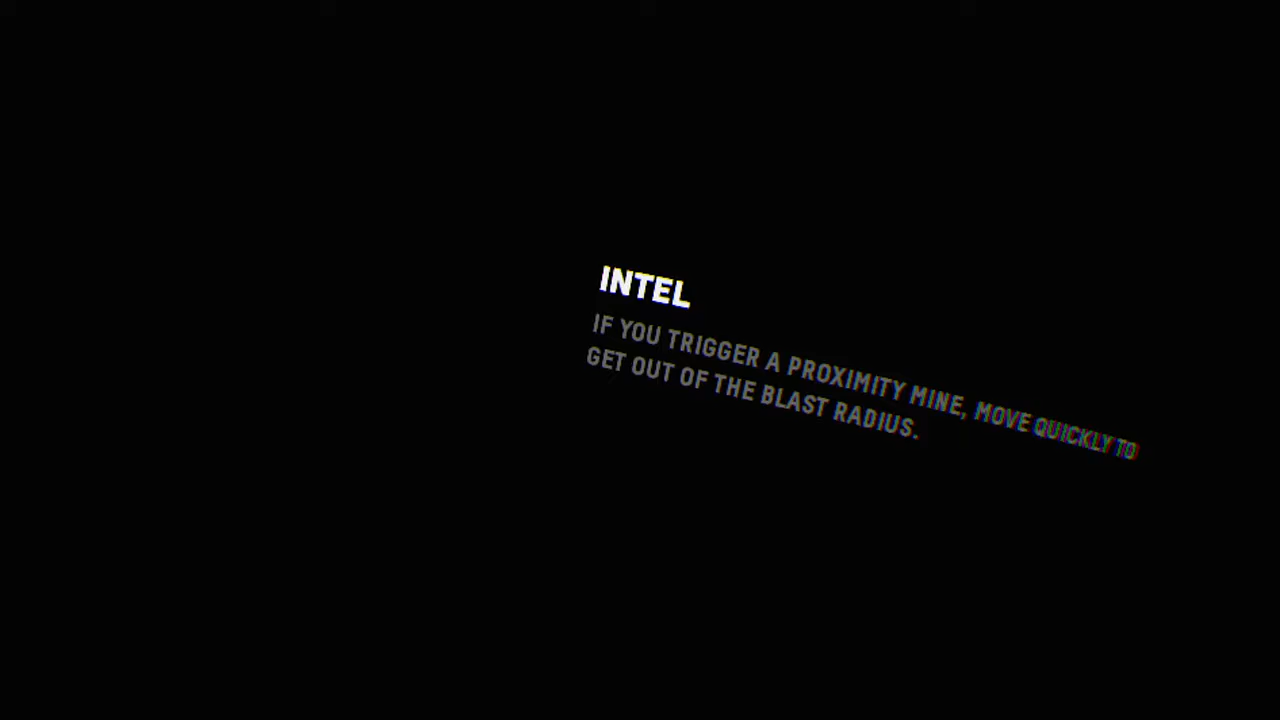 INTEL
IF YOU TRIGGER A PROXIMITY MINE, MOVE QUICKLY TO
GET OUT OF THE BLAST RADIUS.